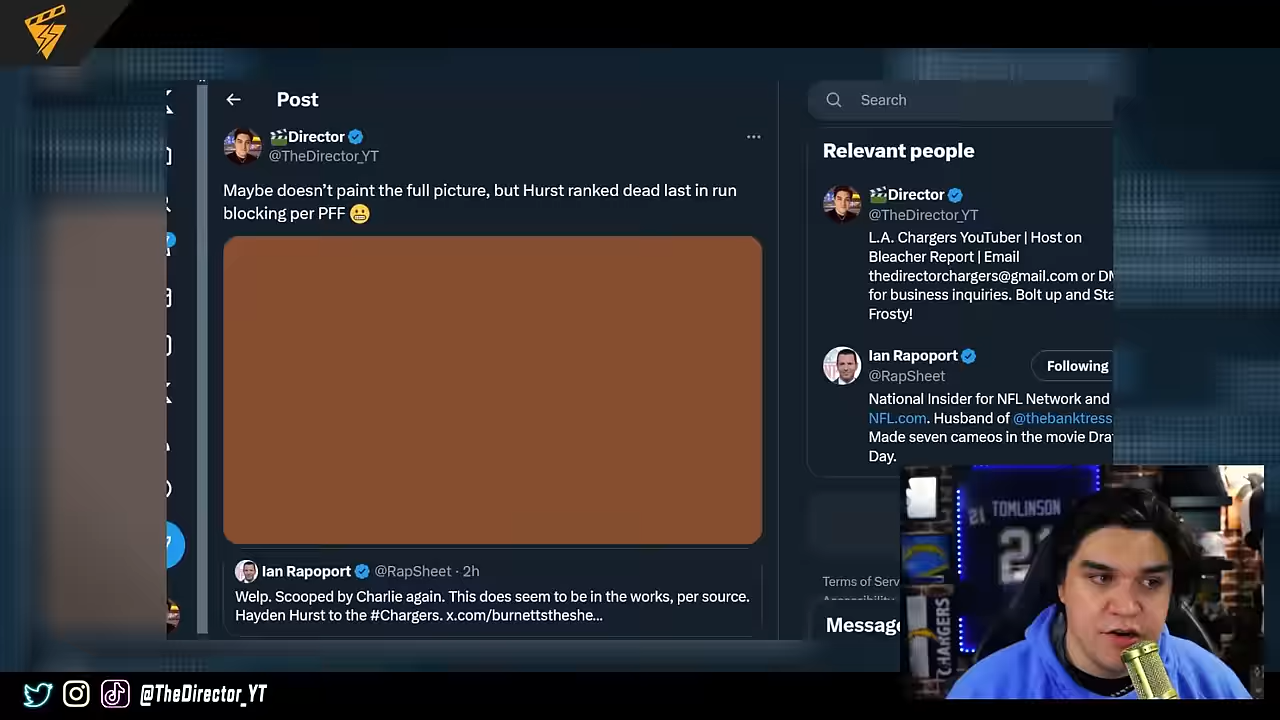 Post
Search
🎬Director
@TheDirector_YT
Maybe doesn’t paint the full picture, but Hurst ranked dead last in run
blocking per PFF 😬
Ian Rapoport @RapSheet · 2h
Welp. Scooped by Charlie again. This does seem to be in the works, per source.
Hayden Hurst to the #Chargers. x.com/burnettstheshe...
Relevant people
🎬Director
@TheDirector_YT
L.A. Chargers YouTuber | Host on
Bleacher Report | Email
thedirectorchargers@gmail.com or DM
for business inquiries. Bolt up and Sta
Frosty!
Ian Rapoport
@RapSheet
Following
National Insider for NFL Network and
NFL.com. Husband of @thebanktress
Made seven cameos in the movie Dra
Day.
Terms of Serv
Message
21 TOMLINSON
2
CHARGERS
@TheDirector_YT